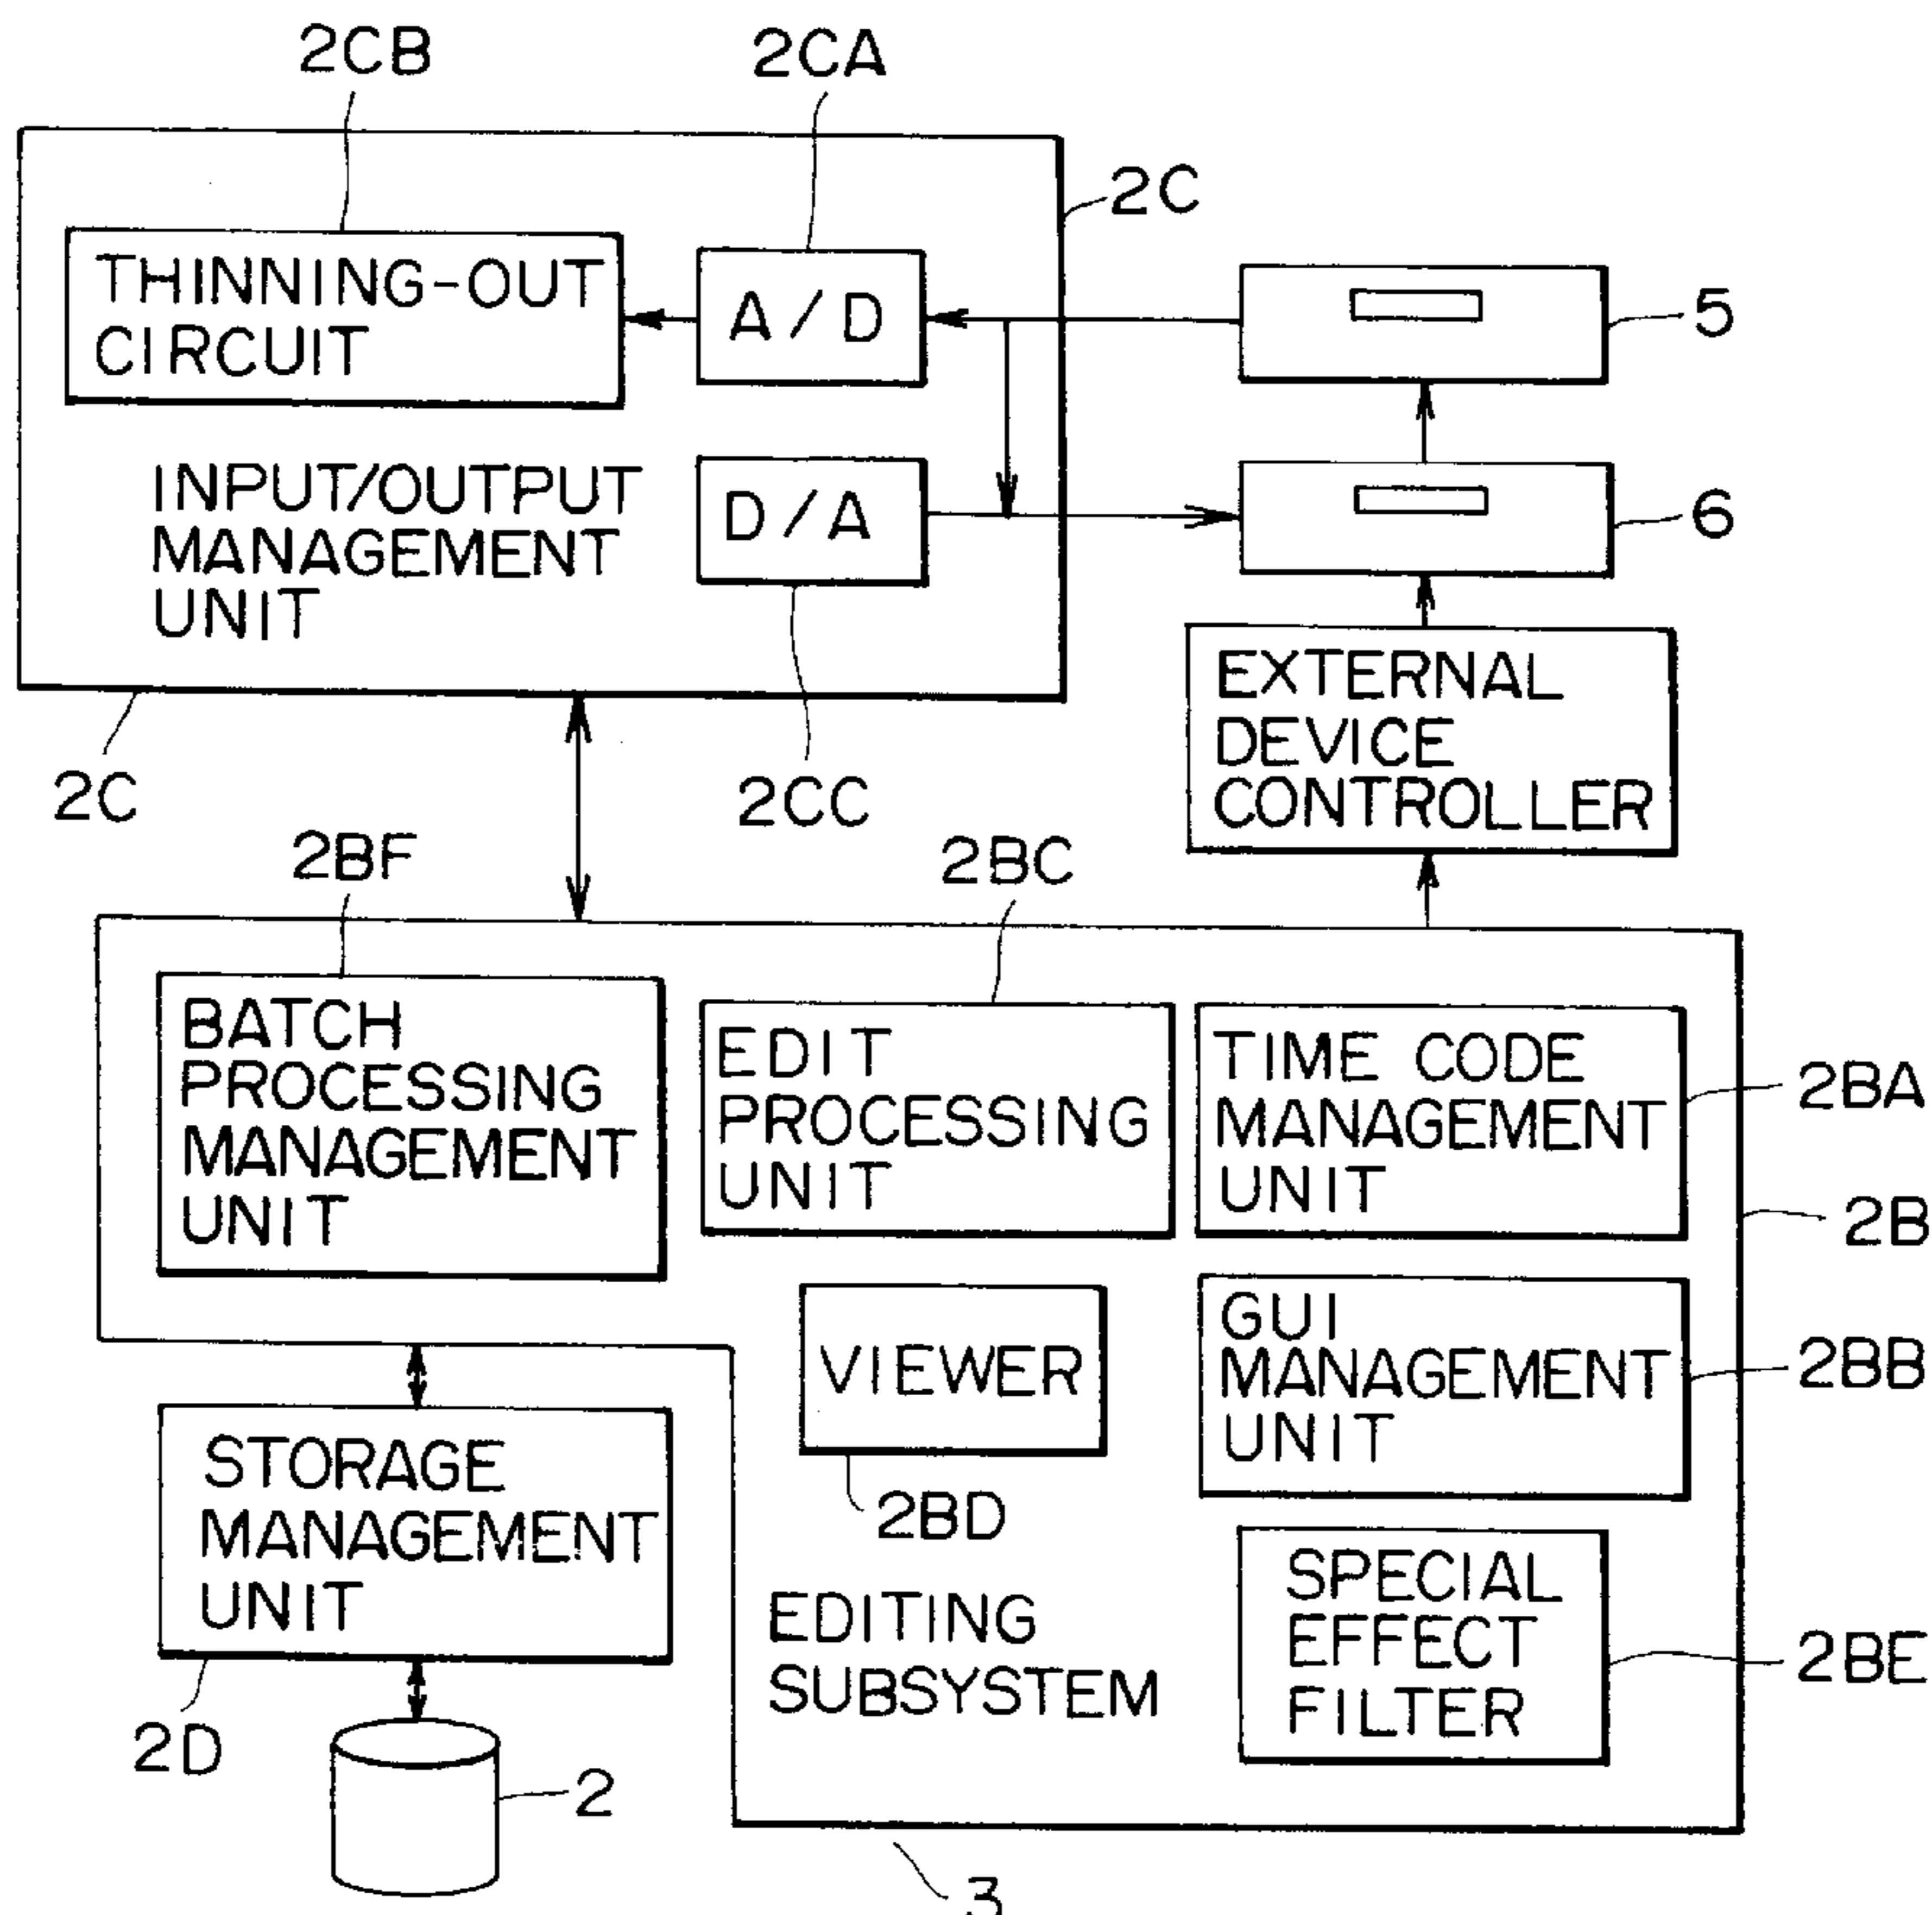 2CB
2CA
2C
THINNING-OUT
CIRCUIT
A/D
5
INPUT/OUTPUT
MANAGEMENT
UNIT
D/A
6
EXTERNAL
DEVICE
CONTROLLER
2C
2CC
2BF
2BC
BATCH
PROCESSING
MANAGEMENT
UNIT
EDIT
PROCESSING
UNIT
TIME CODE
MANAGEMENT
UNIT
2BA
2B
VIEWER
GUI
MANAGEMENT
UNIT
2BB
STORAGE
MANAGEMENT
UNIT
2BD
EDITING
SUBSYSTEM
SPECIAL
EFFECT
FILTER
2BE
2D
2
3